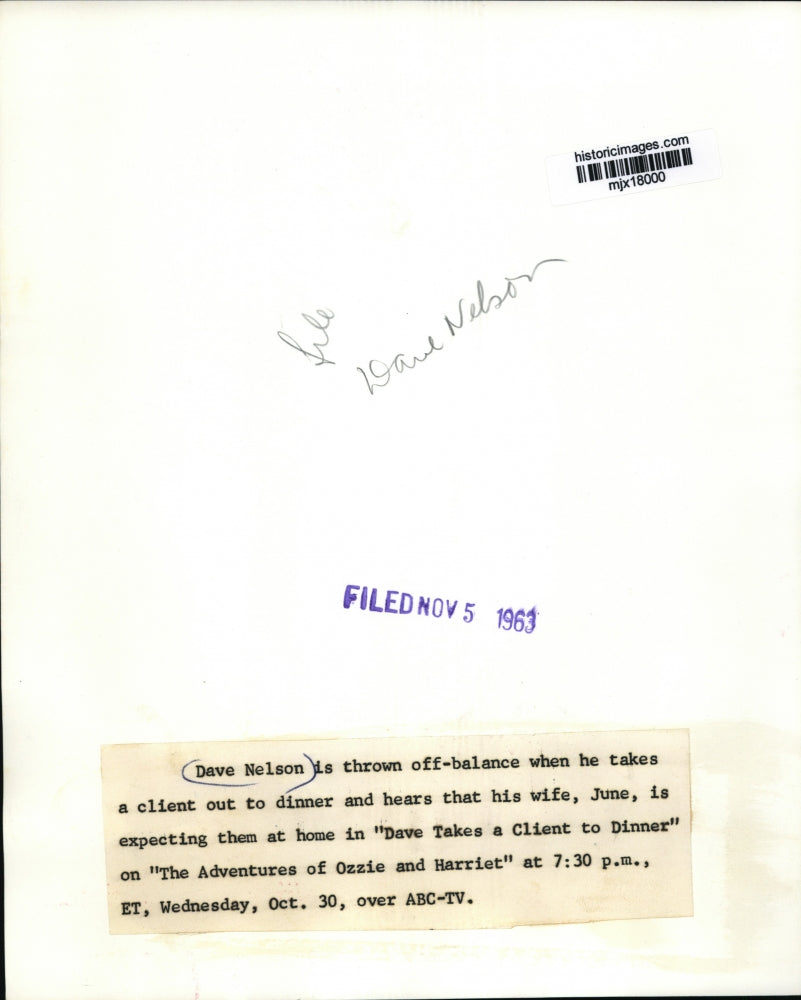 historicimages.com
mjx18000
File
Dave Nelson
FILED NOV 5 1963
Dave Nelson is thrown off-balance when he takes
a client out to dinner and hears that his wife, June, is
expecting them at home in "Dave Takes a Client to Dinner"
on "The Adventures of Ozzie and Harriet" at 7:30 p.m.,
ET, Wednesday, Oct. 30, over ABC-TV.